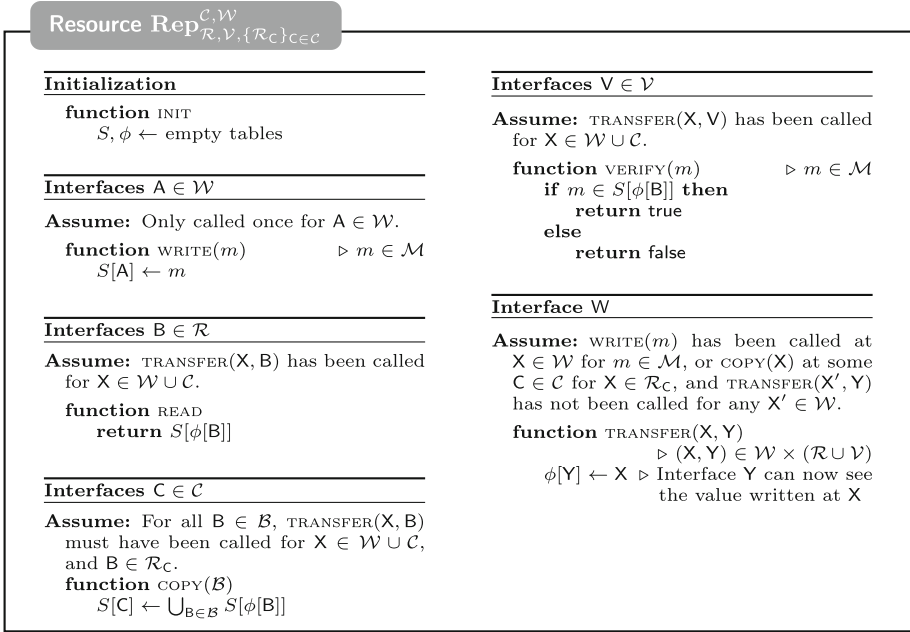 Resource Rep^{𝒞,𝒲}_{ℛ,𝒱,{ℛ_C}_{C∈𝒞}}
Initialization
function INIT
S, ϕ ← empty tables
Interfaces A ∈ 𝒲
Assume: Only called once for A ∈ 𝒲.
function WRITE(m) ▷ m ∈ ℳ
S[A] ← m
Interfaces B ∈ ℛ
Assume: TRANSFER(X, B) has been called
for X ∈ 𝒲 ∪ 𝒞.
function READ
return S[ϕ[B]]
Interfaces C ∈ 𝒞
Assume: For all B ∈ ℬ, TRANSFER(X, B)
must have been called for X ∈ 𝒲 ∪ 𝒞,
and B ∈ ℛ_C.
function COPY(ℬ)
S[C] ← ⋃_{B∈ℬ} S[ϕ[B]]
Interfaces V ∈ 𝒱
Assume: TRANSFER(X, V) has been called
for X ∈ 𝒲 ∪ 𝒞.
function VERIFY(m) ▷ m ∈ ℳ
if m ∈ S[ϕ[B]] then
return true
else
return false
Interface W
Assume: WRITE(m) has been called at
X ∈ 𝒲 for m ∈ ℳ, or COPY(X) at some
C ∈ 𝒞 for X ∈ ℛ_C, and TRANSFER(X′, Y)
has not been called for any X′ ∈ 𝒲.
function TRANSFER(X, Y)
▷ (X, Y) ∈ 𝒲 × (ℛ ∪ 𝒱)
ϕ[Y] ← X ▷ Interface Y can now see
the value written at X